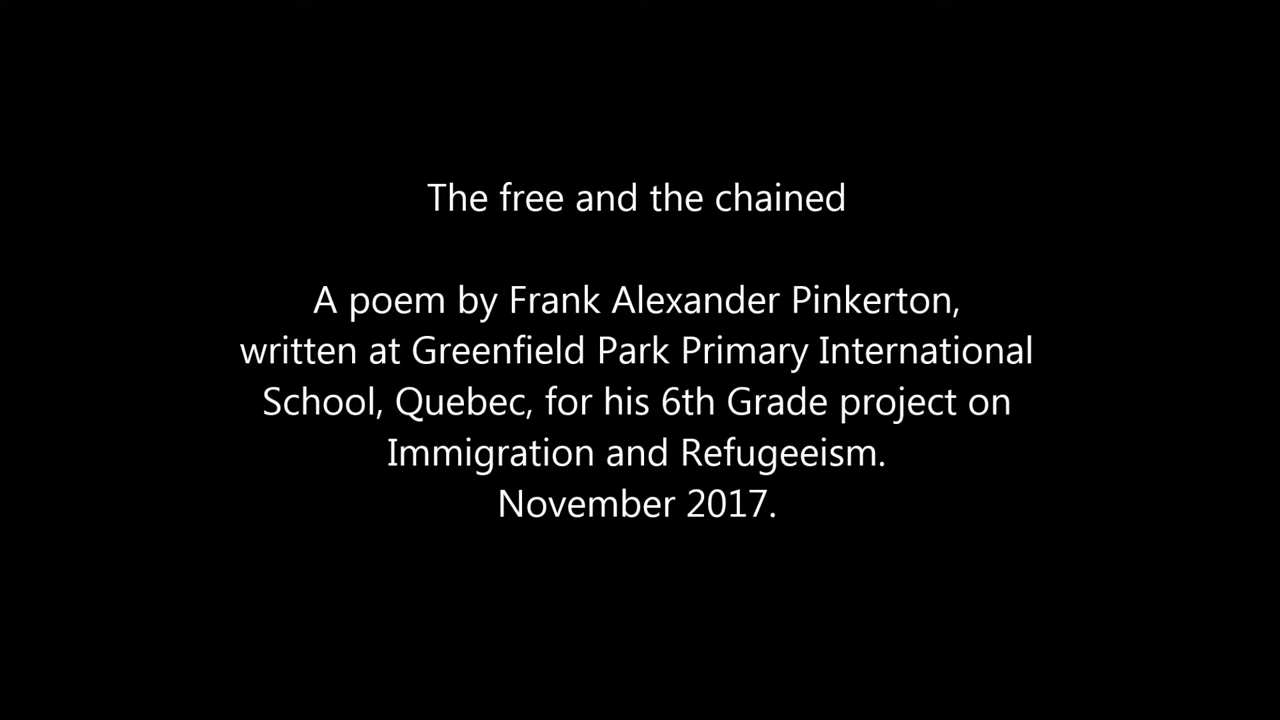 The free and the chained
A poem by Frank Alexander Pinkerton,
written at Greenfield Park Primary International
School, Quebec, for his 6th Grade project on
Immigration and Refugeeism.
November 2017.